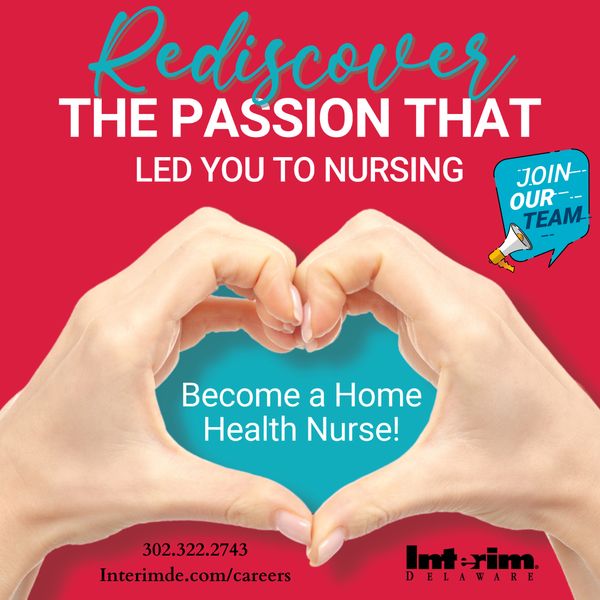 Rediscover
THE PASSION THAT
LED YOU TO NURSING
JOIN
OUR
TEAM
Become a Home
Health Nurse!
302.322.2743
Interimde.com/careers
Interim.
DELAWARE